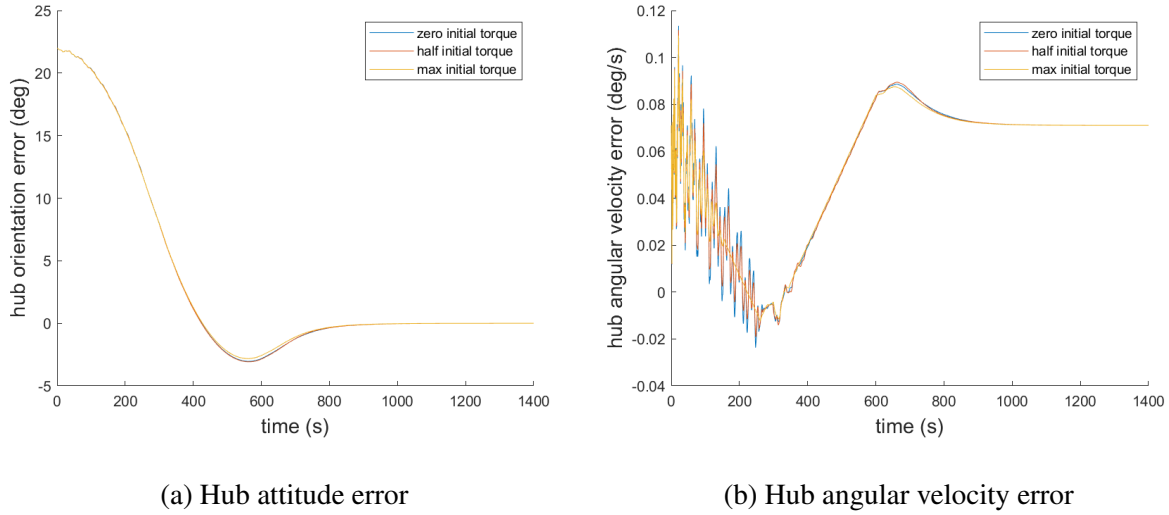 25
20
15
10
5
0
-5
0 200 400 600 800 1000 1200 1400
hub orientation error (deg)
time (s)
zero initial torque
half initial torque
max initial torque
(a) Hub attitude error
0.12
0.1
0.08
0.06
0.04
0.02
0
-0.02
-0.04
0 200 400 600 800 1000 1200 1400
hub angular velocity error (deg/s)
time (s)
zero initial torque
half initial torque
max initial torque
(b) Hub angular velocity error